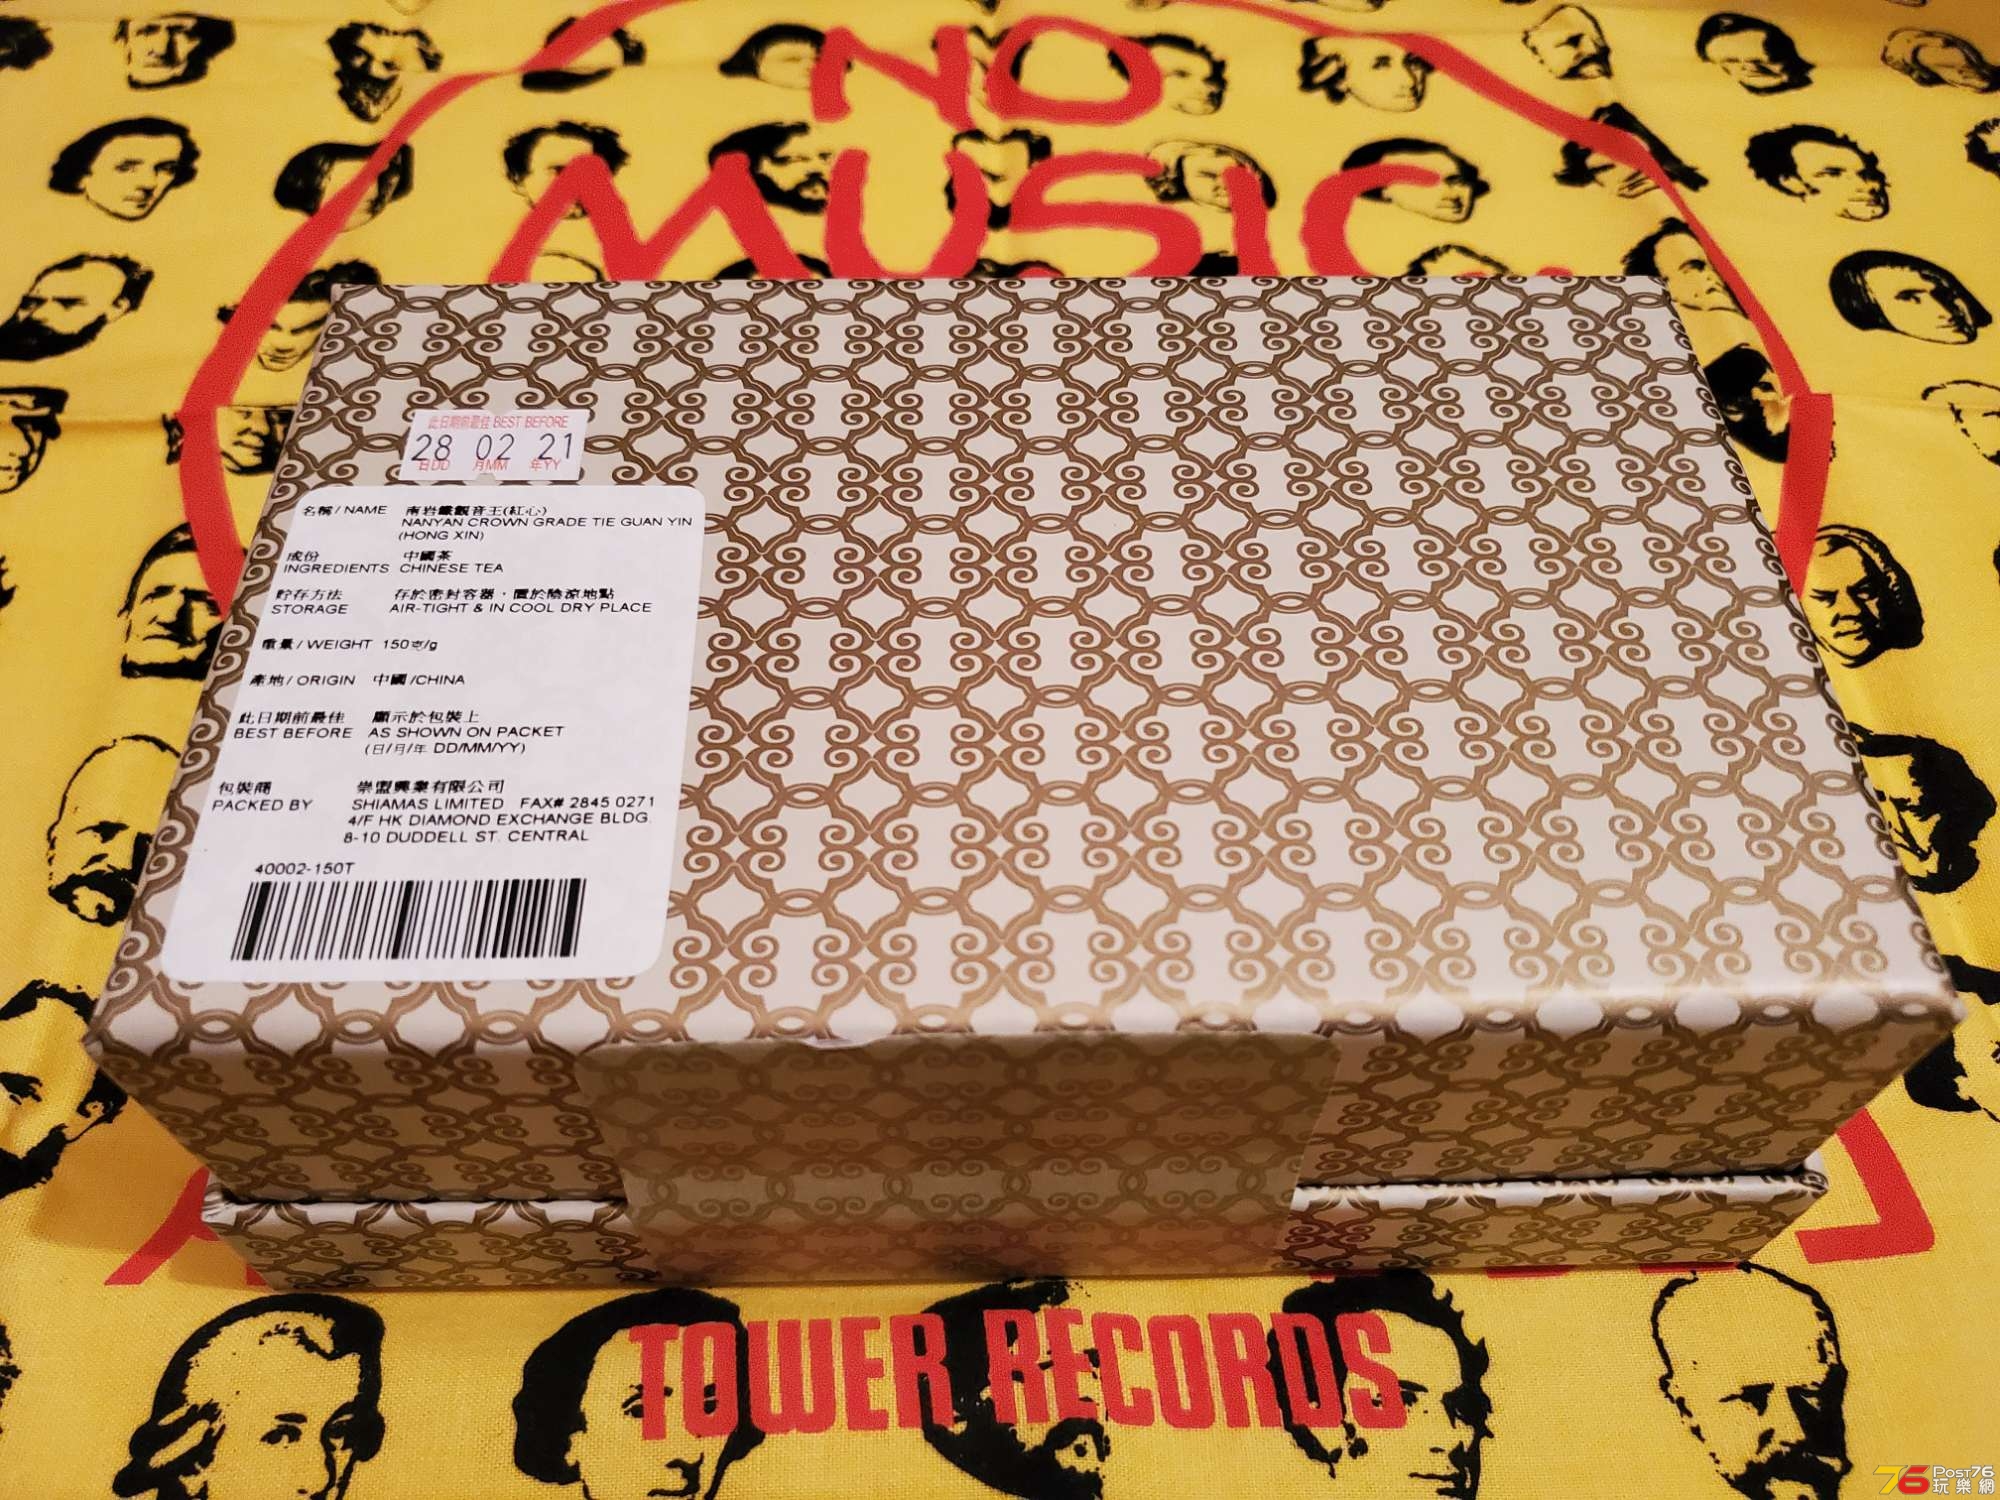 NO
MUSIC
此日期前最佳 BEST BEFORE
28 02 21
日DD 月MM 年YY
名稱 / NAME 南岩鐵觀音王(紅心)
NANYAN CROWN GRADE TIE GUAN YIN
(HONG XIN)
成份 中國茶
INGREDIENTS CHINESE TEA
貯存方法 存於密封容器，置於陰涼地點
STORAGE AIR-TIGHT & IN COOL DRY PLACE
重量 / WEIGHT 150克/g
產地 / ORIGIN 中國 /CHINA
此日期前最佳 顯示於包裝上
BEST BEFORE AS SHOWN ON PACKET
(日/月/年 DD/MM/YY)
包裝商 崇盟興業有限公司
PACKED BY SHIAMAS LIMITED FAX# 2845 0271
4/F HK DIAMOND EXCHANGE BLDG.
8-10 DUDDELL ST. CENTRAL
40002-150T
TOWER RECORDS
76 POST76
玩樂網